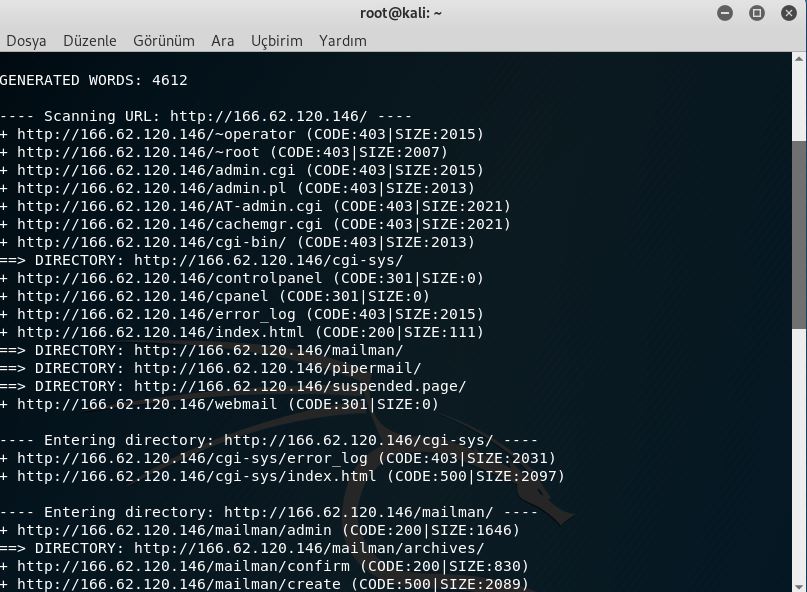 root@kali: ~
Dosya Düzenle Görünüm Ara Uçbirim Yardım
GENERATED WORDS: 4612
---- Scanning URL: http://166.62.120.146/ ----
+ http://166.62.120.146/~operator (CODE:403|SIZE:2015)
+ http://166.62.120.146/~root (CODE:403|SIZE:2007)
+ http://166.62.120.146/admin.cgi (CODE:403|SIZE:2015)
+ http://166.62.120.146/admin.pl (CODE:403|SIZE:2013)
+ http://166.62.120.146/AT-admin.cgi (CODE:403|SIZE:2021)
+ http://166.62.120.146/cachemgr.cgi (CODE:403|SIZE:2021)
+ http://166.62.120.146/cgi-bin/ (CODE:403|SIZE:2013)
==> DIRECTORY: http://166.62.120.146/cgi-sys/
+ http://166.62.120.146/controlpanel (CODE:301|SIZE:0)
+ http://166.62.120.146/cpanel (CODE:301|SIZE:0)
+ http://166.62.120.146/error_log (CODE:403|SIZE:2015)
+ http://166.62.120.146/index.html (CODE:200|SIZE:111)
==> DIRECTORY: http://166.62.120.146/mailman/
==> DIRECTORY: http://166.62.120.146/pipermail/
==> DIRECTORY: http://166.62.120.146/suspended.page/
+ http://166.62.120.146/webmail (CODE:301|SIZE:0)
---- Entering directory: http://166.62.120.146/cgi-sys/ ----
+ http://166.62.120.146/cgi-sys/error_log (CODE:403|SIZE:2031)
+ http://166.62.120.146/cgi-sys/index.html (CODE:500|SIZE:2097)
---- Entering directory: http://166.62.120.146/mailman/ ----
+ http://166.62.120.146/mailman/admin (CODE:200|SIZE:1646)
==> DIRECTORY: http://166.62.120.146/mailman/archives/
+ http://166.62.120.146/mailman/confirm (CODE:200|SIZE:830)
+ http://166.62.120.146/mailman/create (CODE:500|SIZE:2089)